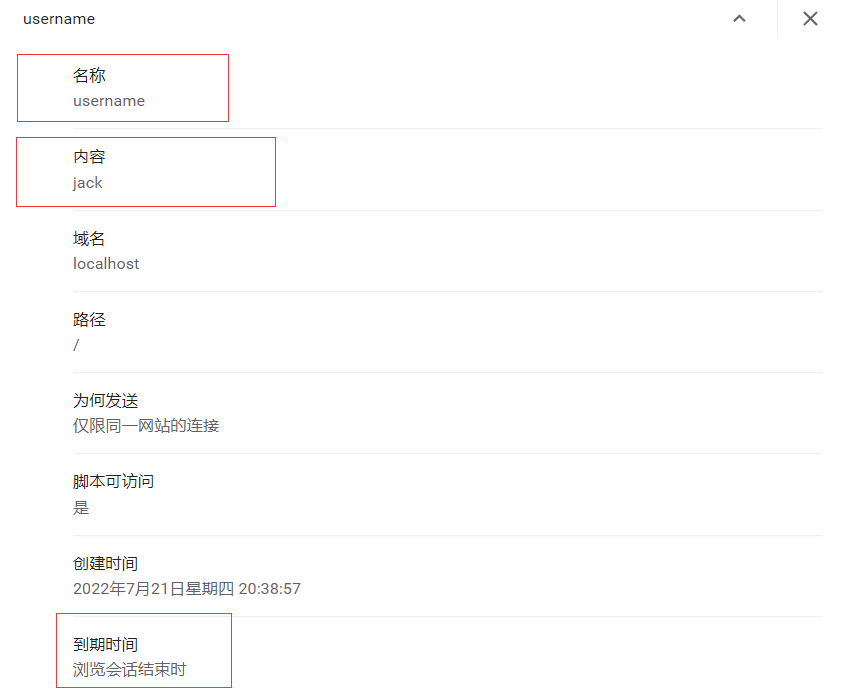 username
名称
username
内容
jack
域名
localhost
路径
/
为何发送
仅限同一网站的连接
脚本可访问
是
创建时间
2022年7月21日星期四 20:38:57
到期时间
浏览会话结束时